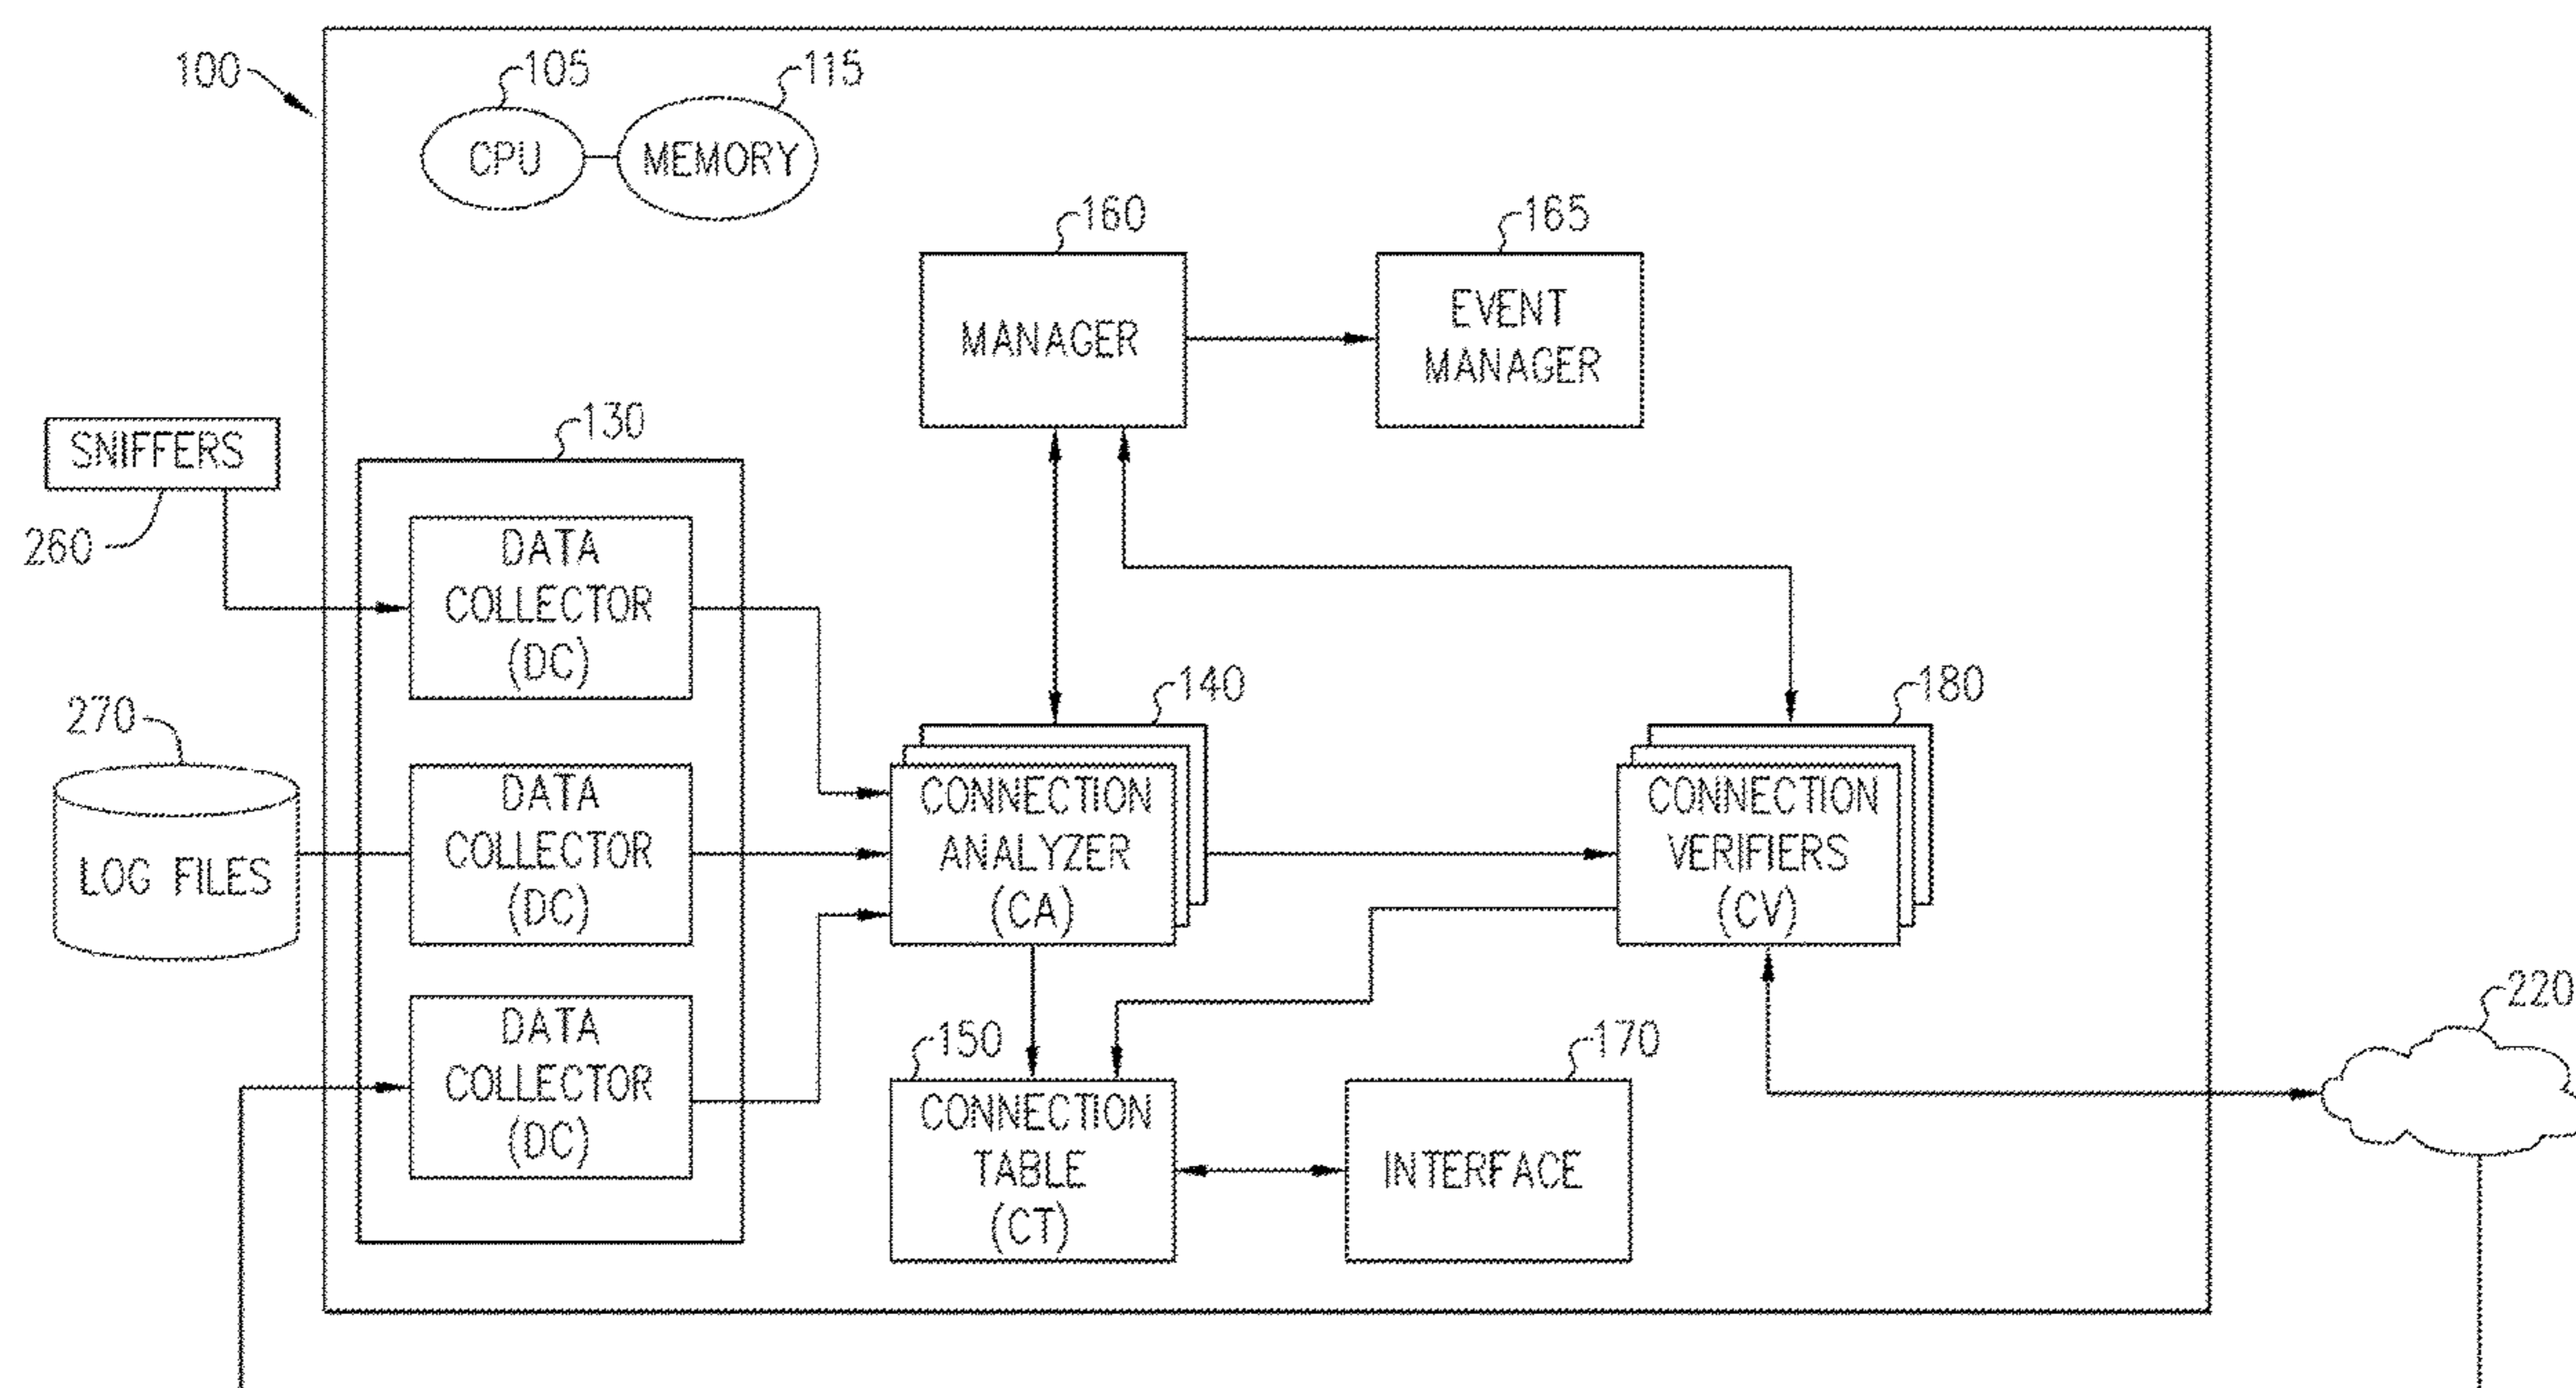 100
105
115
CPU
MEMORY
160
165
MANAGER
EVENT
MANAGER
SNIFFERS
260
130
DATA
COLLECTOR
(DC)
270
LOG FILES
DATA
COLLECTOR
(DC)
DATA
COLLECTOR
(DC)
140
CONNECTION
ANALYZER
(CA)
180
CONNECTION
VERIFIERS
(CV)
150
CONNECTION
TABLE
(CT)
170
INTERFACE
220